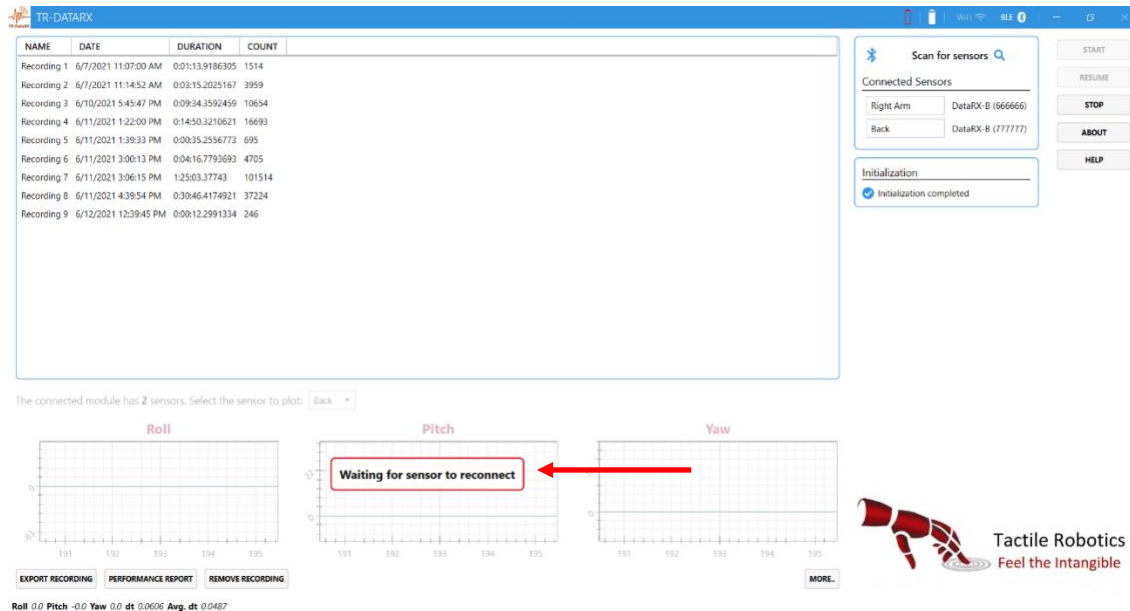 TR-DATARX WiFi BLE
NAME DATE DURATION COUNT
Recording 1 6/7/2021 11:07:00 AM 0:01:13.9186305 1514
Recording 2 6/7/2021 11:14:52 AM 0:03:15.2025167 3959
Recording 3 6/10/2021 5:45:47 PM 0:09:34.3592459 10654
Recording 4 6/11/2021 1:22:00 PM 0:14:50.3210621 16693
Recording 5 6/11/2021 1:39:33 PM 0:00:35.2556773 695
Recording 6 6/11/2021 3:00:13 PM 0:04:16.7793693 4705
Recording 7 6/11/2021 3:06:15 PM 1:25:03.37743 101514
Recording 8 6/11/2021 4:39:54 PM 0:30:46.4174921 37224
Recording 9 6/12/2021 12:39:45 PM 0:00:12.2991334 246
Scan for sensors
Connected Sensors
Right Arm DataRX-B (666666)
Back DataRX-B (777777)
Initialization
Initialization completed
START
RESUME
STOP
ABOUT
HELP
The connected module has 2 sensors. Select the sensor to plot: Back
Roll Pitch Yaw
Waiting for sensor to reconnect
22
0 0 0
191 192 193 194 195 191 192 193 194 195 191 192 193 194 195
Tactile Robotics
Feel the Intangible
EXPORT RECORDING PERFORMANCE REPORT REMOVE RECORDING MORE..
Roll 0.0 Pitch -0.0 Yaw 0.0 dt 0.0606 Avg. dt 0.0487